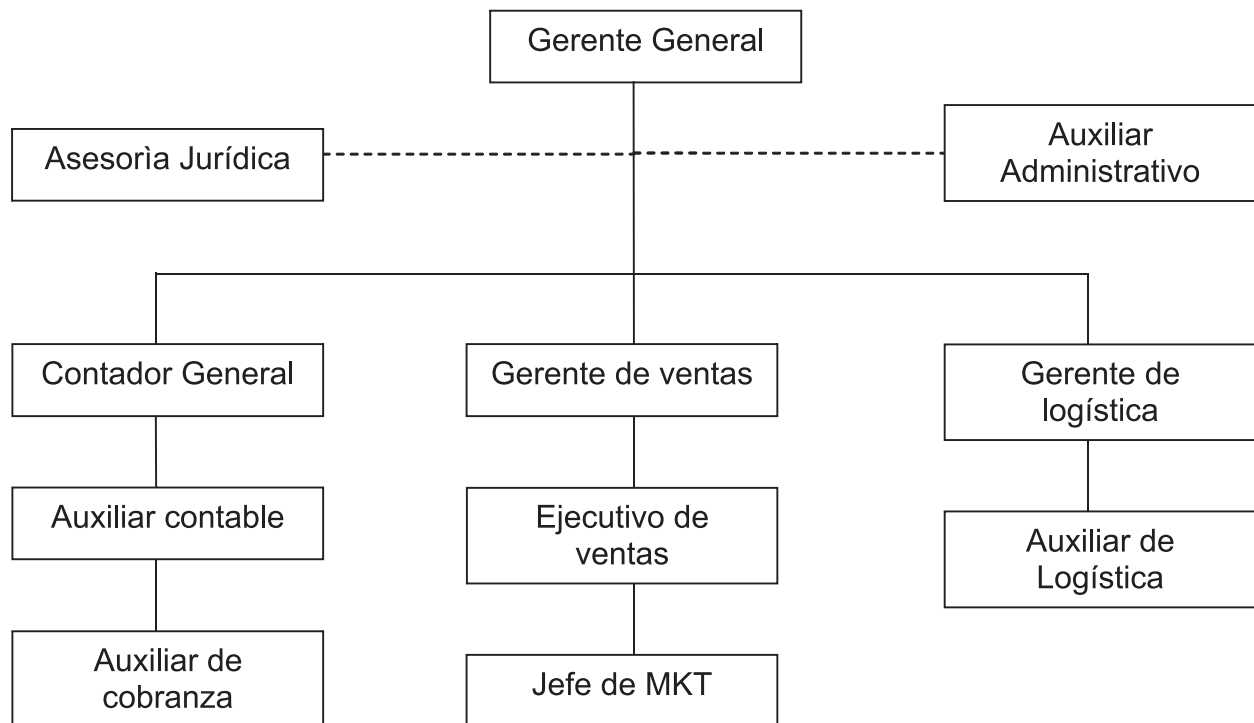 Gerente General
Asesorìa Jurídica
Auxiliar
Administrativo
Contador General
Gerente de ventas
Gerente de
logística
Auxiliar contable
Ejecutivo de
ventas
Auxiliar de
Logística
Auxiliar de
cobranza
Jefe de MKT